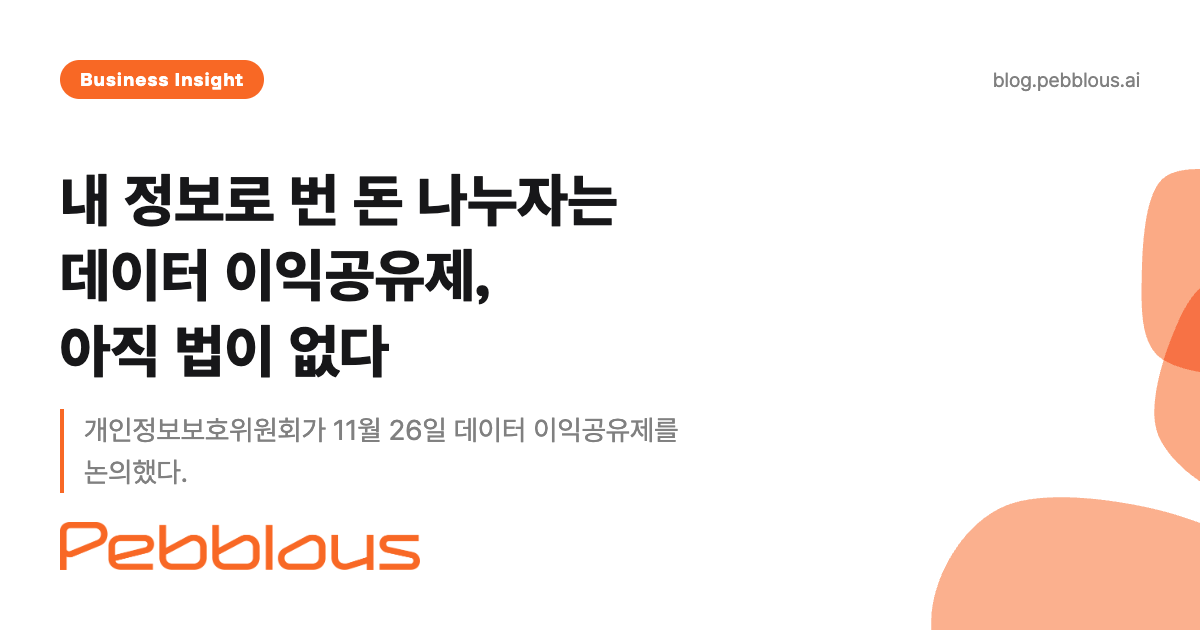 Business Insight
blog.pebblous.ai
내 정보로 번 돈 나누자는
데이터 이익공유제,
아직 법이 없다
개인정보보호위원회가 11월 26일 데이터 이익공유제를
논의했다.
Pebblous